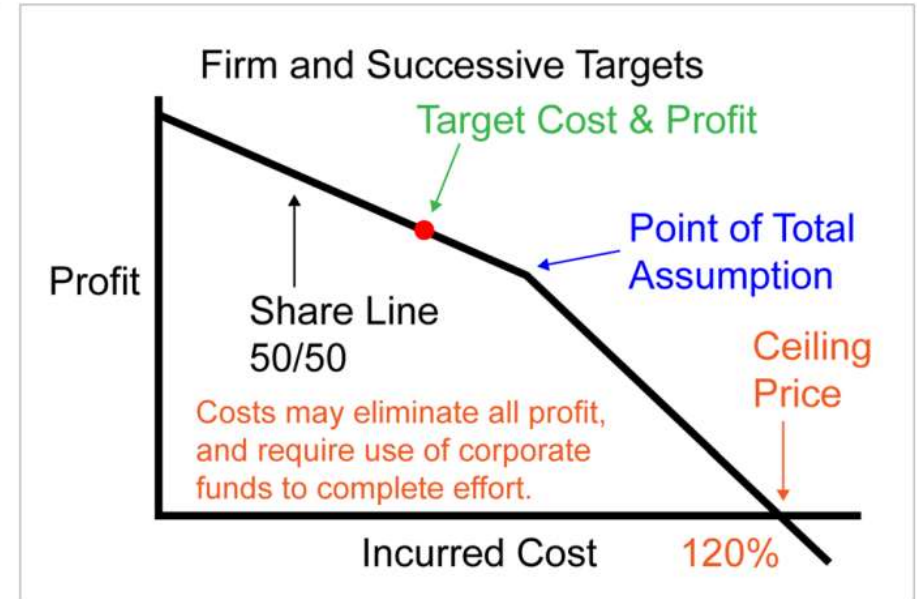 Firm and Successive Targets
Target Cost & Profit
Point of Total
Assumption
Profit
Share Line
50/50
Ceiling
Price
Costs may eliminate all profit,
and require use of corporate
funds to complete effort.
Incurred Cost
120%